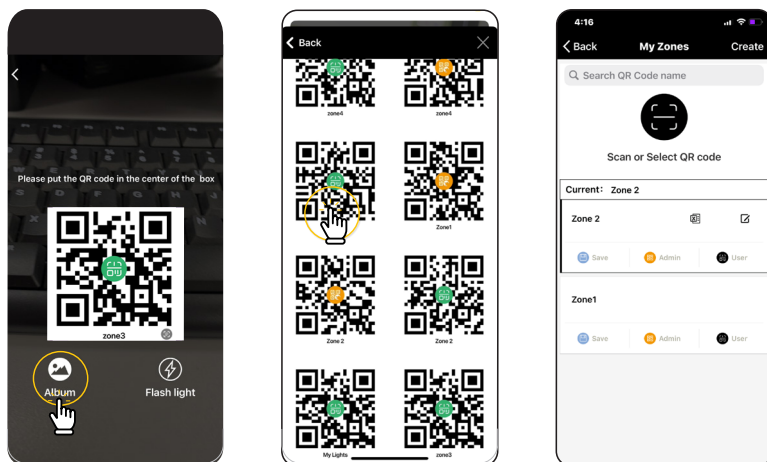 Please put the QR code in the center of the box
zone3
Album
Flash light
Back
zone4
zone4
Zone1
Zone 2
Zone 2
My Lights
zone3
4:16
Back
My Zones
Create
Search QR Code name
Scan or Select QR code
Current: Zone 2
Zone 2
Save
Admin
User
Zone1
Save
Admin
User